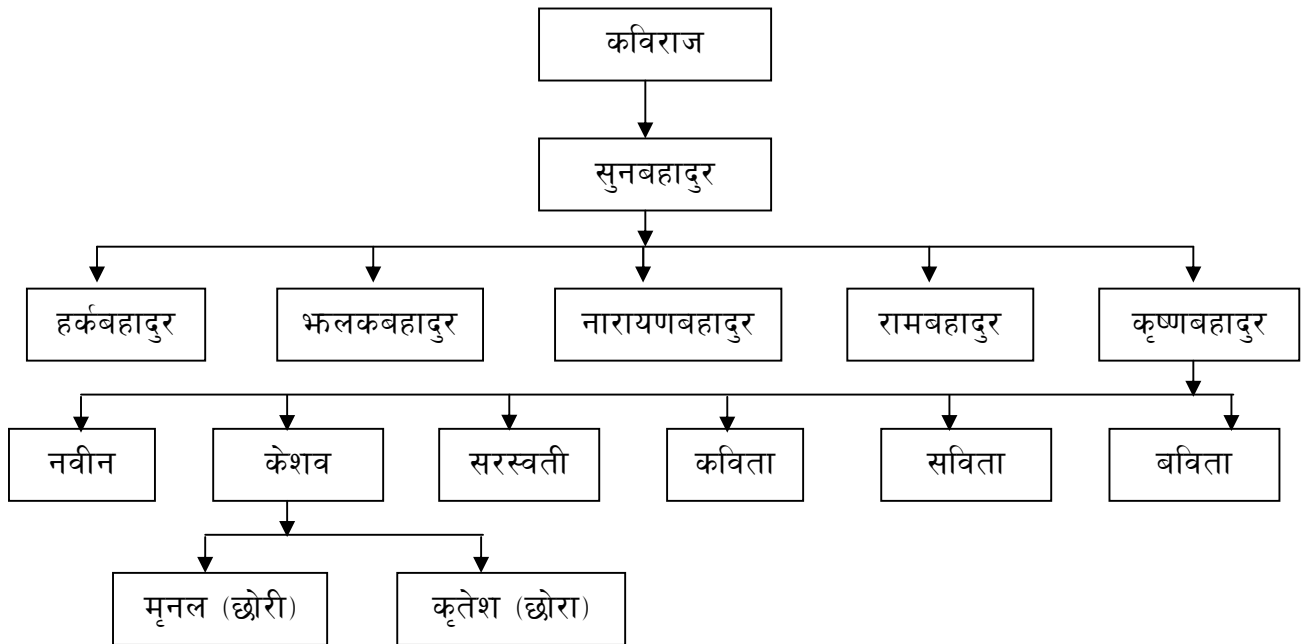 कविराज
सुनबहादुर
हर्कबहादुर झलकबहादुर नारायणबहादुर रामबहादुर कृष्णबहादुर
नवीन केशव सरस्वती कविता सविता बविता
मृनल (छोरी) कृतेश (छोरा)